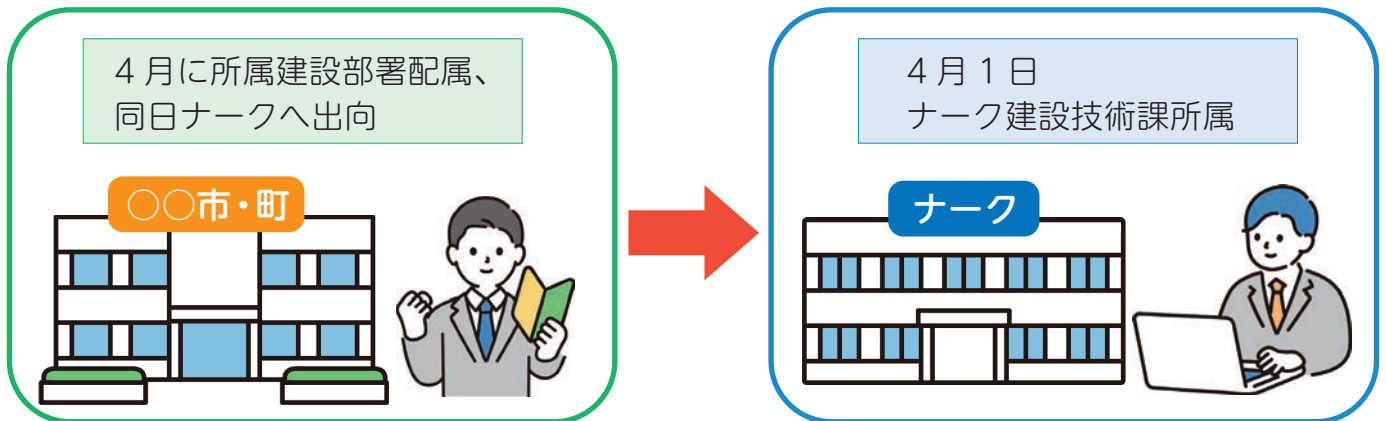 4月に所属建設部署配属、
同日ナークへ出向
○○市・町
4月1日
ナーク建設技術課所属
ナーク